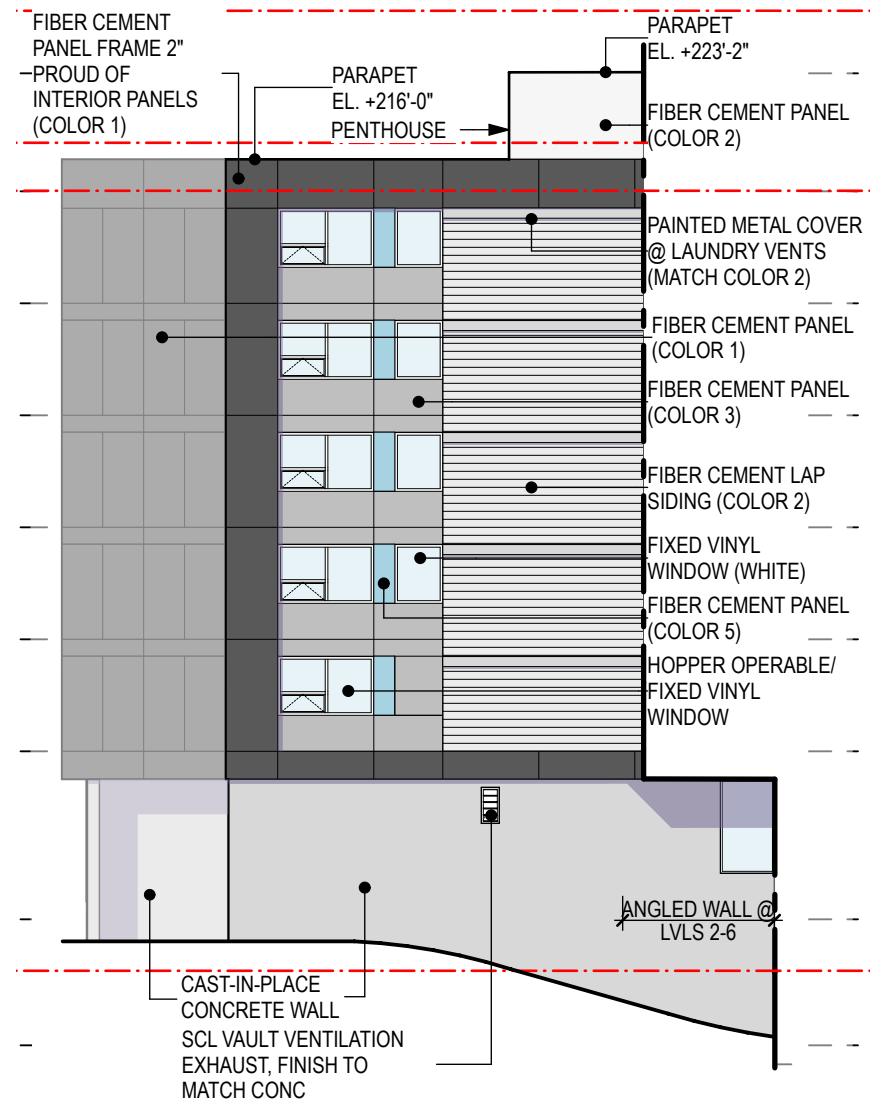 FIBER CEMENT
PANEL FRAME 2"
PROUD OF
INTERIOR PANELS
(COLOR 1)
PARAPET
EL. +216'-0"
PENTHOUSE
PARAPET
EL. +223'-2"
FIBER CEMENT PANEL
(COLOR 2)
PAINTED METAL COVER
@ LAUNDRY VENTS
(MATCH COLOR 2)
FIBER CEMENT PANEL
(COLOR 1)
FIBER CEMENT PANEL
(COLOR 3)
FIBER CEMENT LAP
SIDING (COLOR 2)
FIXED VINYL
WINDOW (WHITE)
FIBER CEMENT PANEL
(COLOR 5)
HOPPER OPERABLE/
FIXED VINYL
WINDOW
ANGLED WALL @
LVLS 2-6
CAST-IN-PLACE
CONCRETE WALL
SCL VAULT VENTILATION
EXHAUST, FINISH TO
MATCH CONC